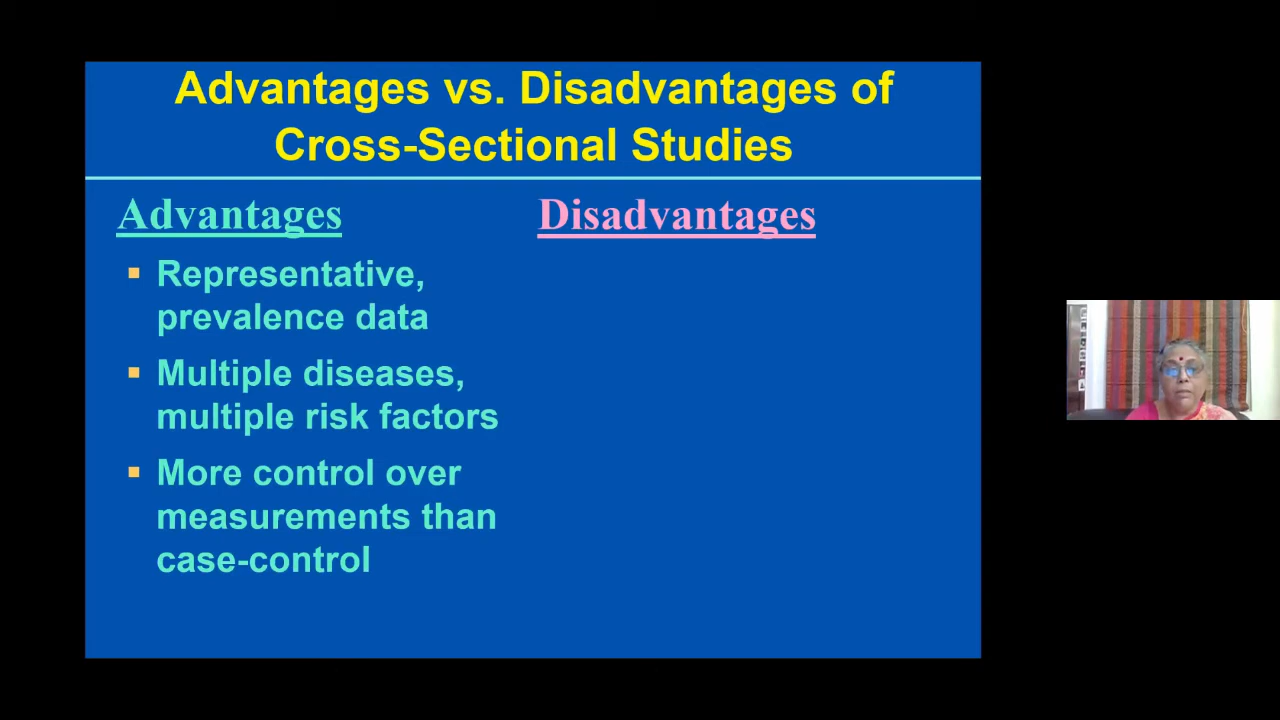 Advantages vs. Disadvantages of
Cross-Sectional Studies
Advantages
Disadvantages
Representative,
prevalence data
Multiple diseases,
multiple risk factors
More control over
measurements than
case-control